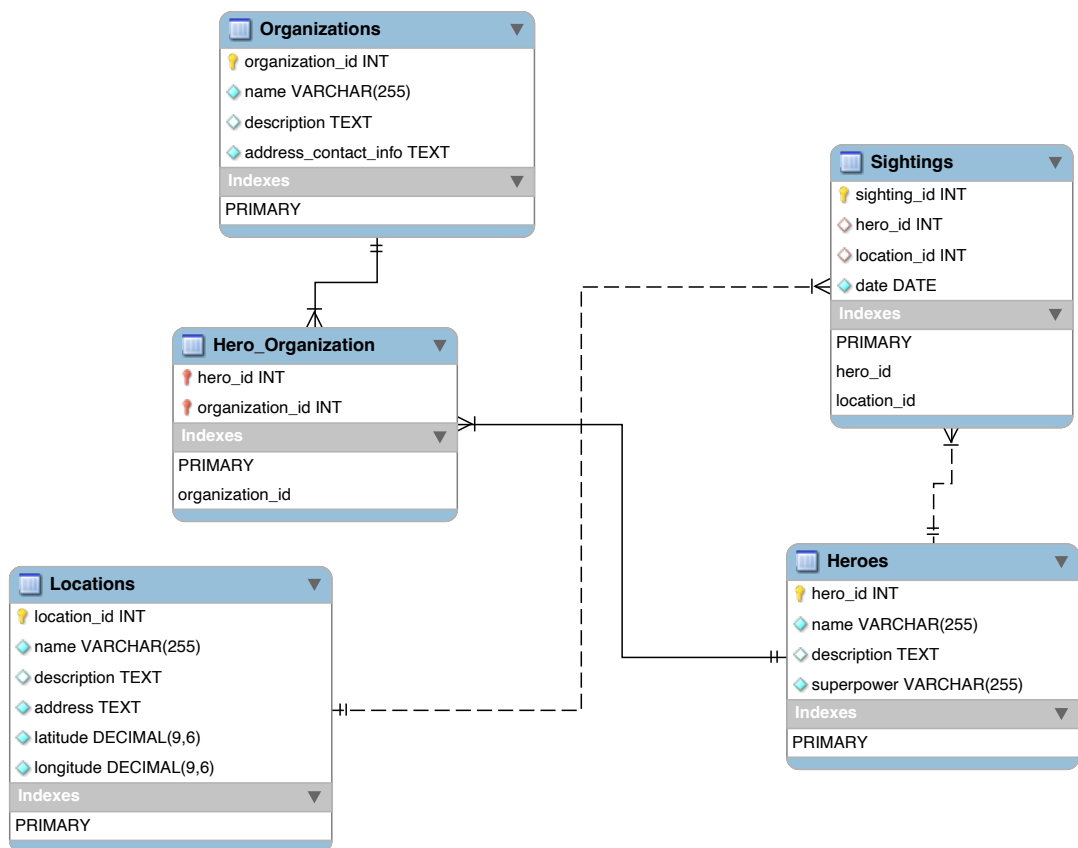 Organizations
organization_id INT
name VARCHAR(255)
description TEXT
address_contact_info TEXT
Indexes
PRIMARY
Sightings
sighting_id INT
hero_id INT
location_id INT
date DATE
Indexes
PRIMARY
hero_id
location_id
Hero_Organization
hero_id INT
organization_id INT
Indexes
PRIMARY
organization_id
Locations
location_id INT
name VARCHAR(255)
description TEXT
address TEXT
latitude DECIMAL(9,6)
longitude DECIMAL(9,6)
Indexes
PRIMARY
Heroes
hero_id INT
name VARCHAR(255)
description TEXT
superpower VARCHAR(255)
Indexes
PRIMARY